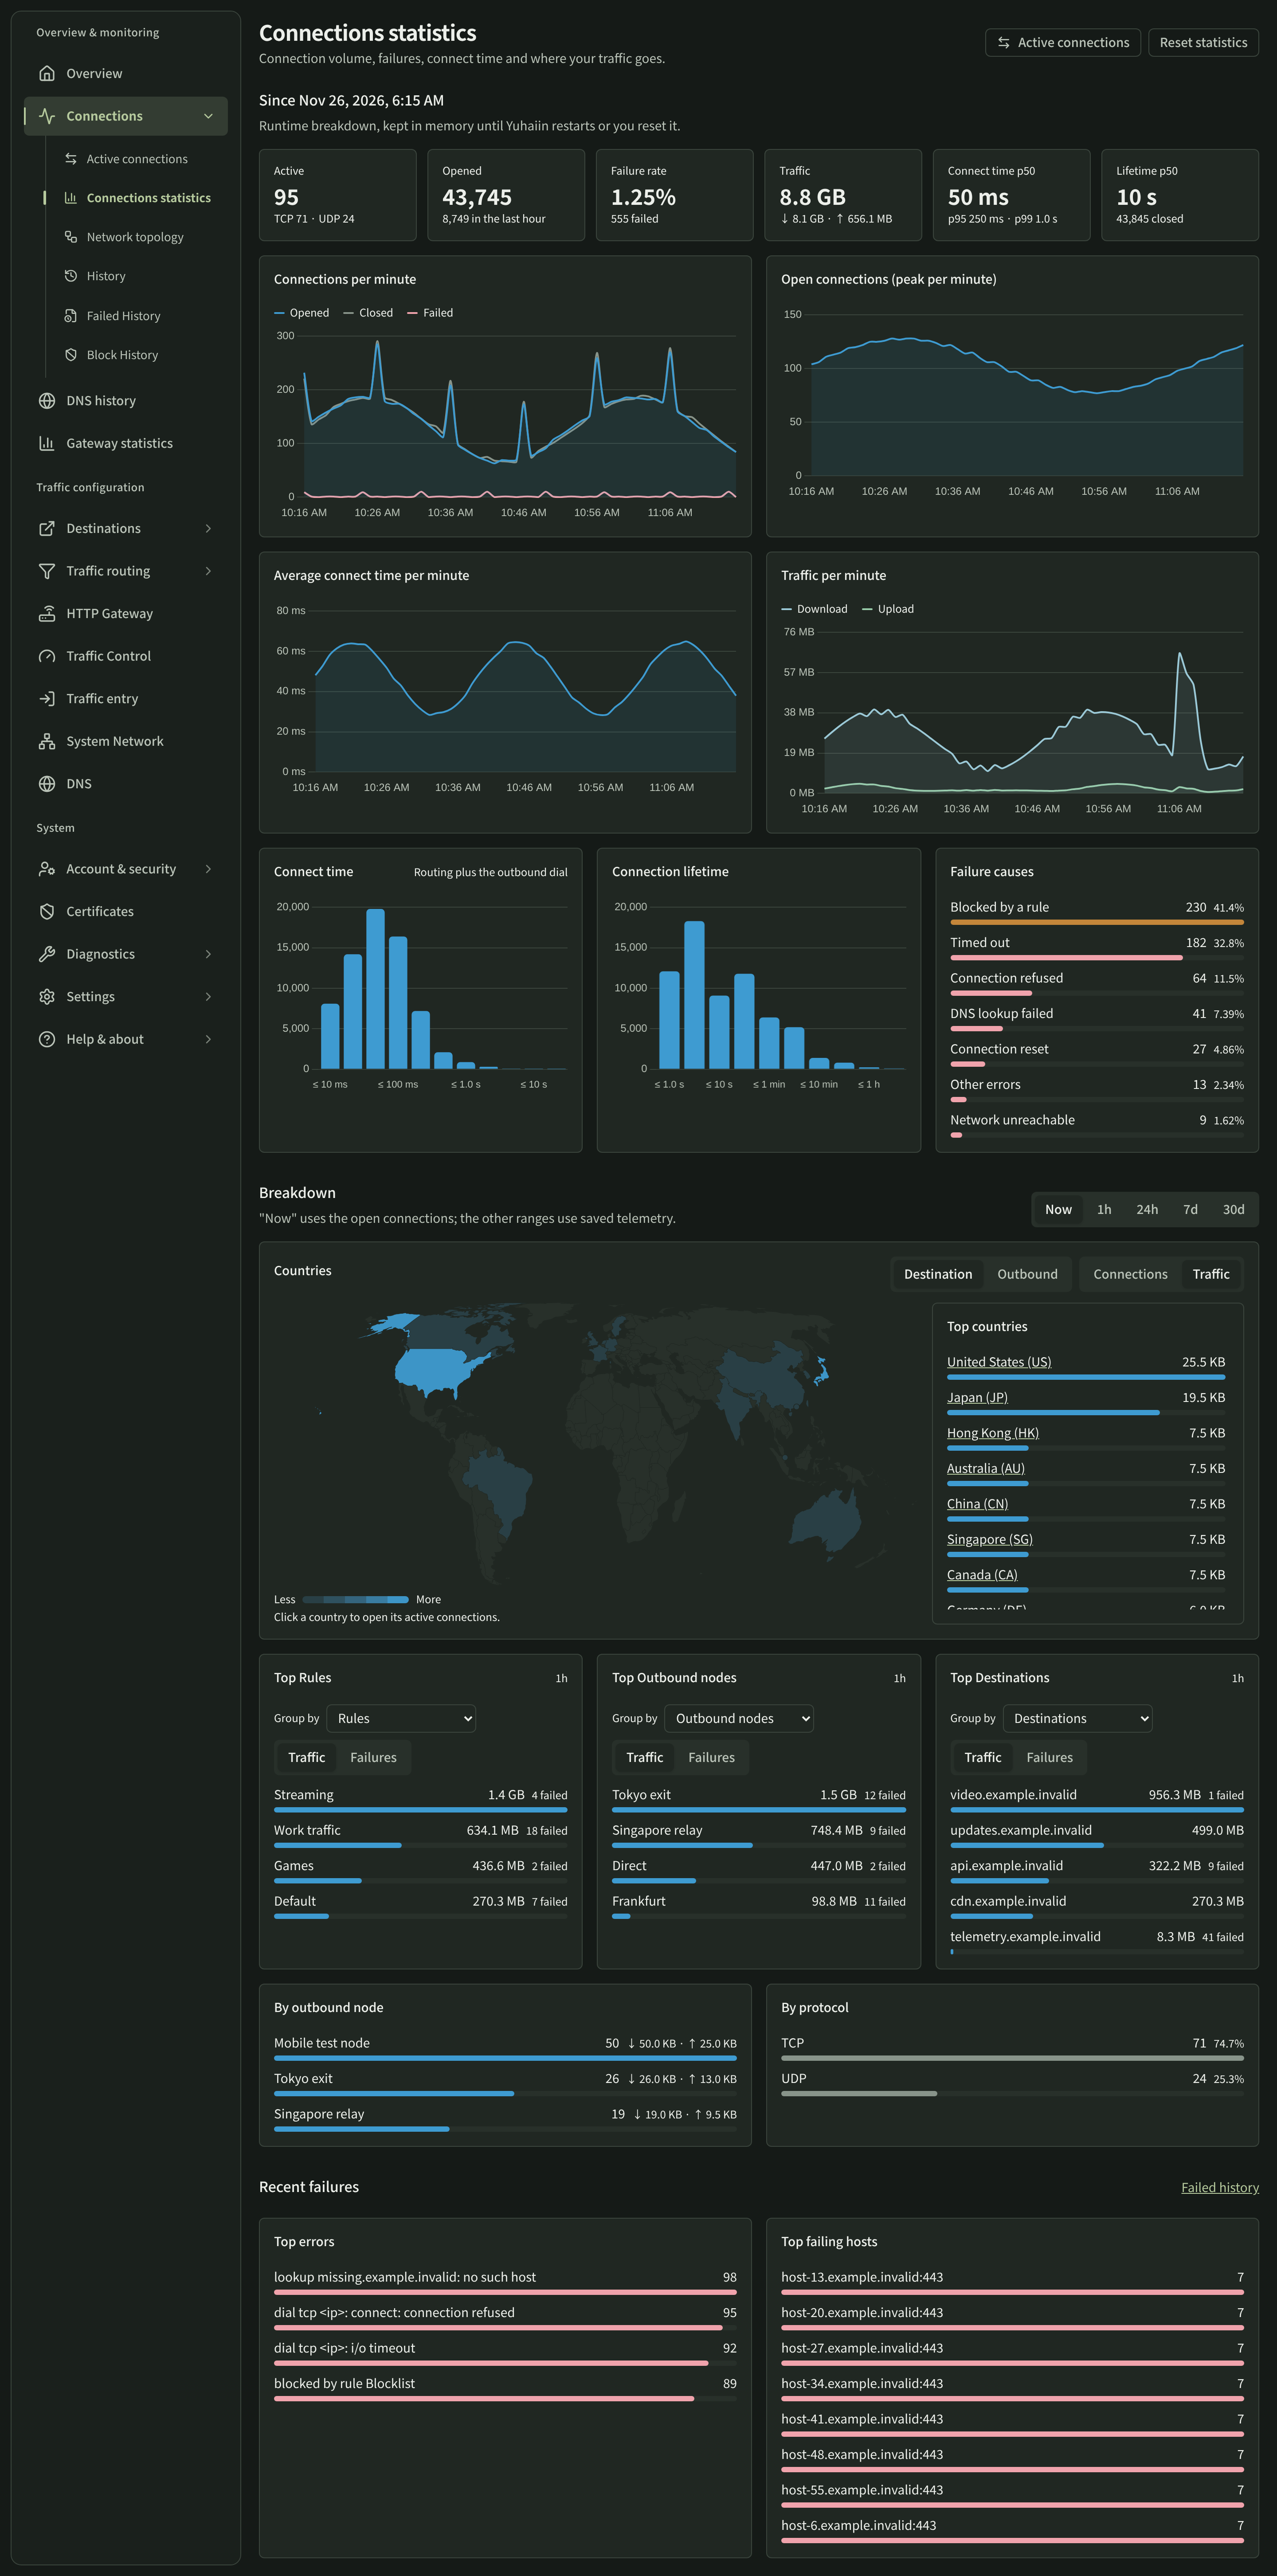 Overview & monitoring
Overview
Connections
Active connections
Connections statistics
Network topology
History
Failed History
Block History
DNS history
Gateway statistics
Traffic configuration
Destinations
Traffic routing
HTTP Gateway
Traffic Control
Traffic entry
System Network
DNS
System
Account & security
Certificates
Diagnostics
Settings
Help & about
Connections statistics
Connection volume, failures, connect time and where your traffic goes.
Active connections
Reset statistics
Since Nov 26, 2026, 6:15 AM
Runtime breakdown, kept in memory until Yuhaiin restarts or you reset it.
Active
95
TCP 71 · UDP 24
Opened
43,745
8,749 in the last hour
Failure rate
1.25%
555 failed
Traffic
8.8 GB
↓ 8.1 GB · ↑ 656.1 MB
Connect time p50
50 ms
p95 250 ms · p99 1.0 s
Lifetime p50
10 s
43,845 closed
Connections per minute
Opened Closed Failed
300
200
100
0
10:16 AM 10:26 AM 10:36 AM 10:46 AM 10:56 AM 11:06 AM
Open connections (peak per minute)
150
100
50
0
10:16 AM 10:26 AM 10:36 AM 10:46 AM 10:56 AM 11:06 AM
Average connect time per minute
80 ms
60 ms
40 ms
20 ms
0 ms
10:16 AM 10:26 AM 10:36 AM 10:46 AM 10:56 AM 11:06 AM
Traffic per minute
Download Upload
76 MB
57 MB
38 MB
19 MB
0 MB
10:16 AM 10:26 AM 10:36 AM 10:46 AM 10:56 AM 11:06 AM
Connect time Routing plus the outbound dial
20,000
15,000
10,000
5,000
0
≤ 10 ms ≤ 100 ms ≤ 1.0 s ≤ 10 s
Connection lifetime
20,000
15,000
10,000
5,000
0
≤ 1.0 s ≤ 10 s ≤ 1 min ≤ 10 min ≤ 1 h
Failure causes
Blocked by a rule 230 41.4%
Timed out 182 32.8%
Connection refused 64 11.5%
DNS lookup failed 41 7.39%
Connection reset 27 4.86%
Other errors 13 2.34%
Network unreachable 9 1.62%
Breakdown
"Now" uses the open connections; the other ranges use saved telemetry.
Now 1h 24h 7d 30d
Countries
Destination Outbound Connections Traffic
Less More
Click a country to open its active connections.
Top countries
United States (US) 25.5 KB
Japan (JP) 19.5 KB
Hong Kong (HK) 7.5 KB
Australia (AU) 7.5 KB
China (CN) 7.5 KB
Singapore (SG) 7.5 KB
Canada (CA) 7.5 KB
Germany (DE) 6.0 KB
Top Rules 1h
Group by Rules
Traffic Failures
Streaming 1.4 GB 4 failed
Work traffic 634.1 MB 18 failed
Games 436.6 MB 2 failed
Default 270.3 MB 7 failed
Top Outbound nodes 1h
Group by Outbound nodes
Traffic Failures
Tokyo exit 1.5 GB 12 failed
Singapore relay 748.4 MB 9 failed
Direct 447.0 MB 2 failed
Frankfurt 98.8 MB 11 failed
Top Destinations 1h
Group by Destinations
Traffic Failures
video.example.invalid 956.3 MB 1 failed
updates.example.invalid 499.0 MB
api.example.invalid 322.2 MB 9 failed
cdn.example.invalid 270.3 MB
telemetry.example.invalid 8.3 MB 41 failed
By outbound node
Mobile test node 50 ↓ 50.0 KB · ↑ 25.0 KB
Tokyo exit 26 ↓ 26.0 KB · ↑ 13.0 KB
Singapore relay 19 ↓ 19.0 KB · ↑ 9.5 KB
By protocol
TCP 71 74.7%
UDP 24 25.3%
Recent failures
Failed history
Top errors
lookup missing.example.invalid: no such host 98
dial tcp <ip>: connect: connection refused 95
dial tcp <ip>: i/o timeout 92
blocked by rule Blocklist 89
Top failing hosts
host-13.example.invalid:443 7
host-20.example.invalid:443 7
host-27.example.invalid:443 7
host-34.example.invalid:443 7
host-41.example.invalid:443 7
host-48.example.invalid:443 7
host-55.example.invalid:443 7
host-6.example.invalid:443 7